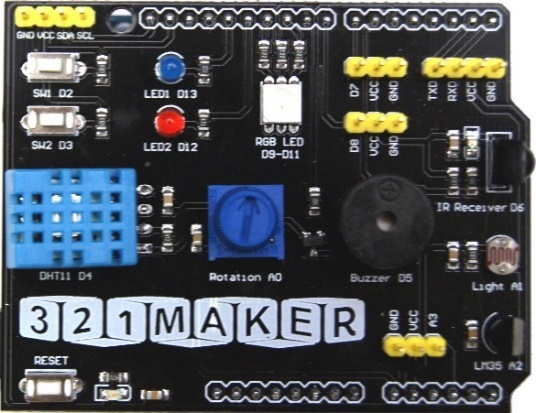 GND VCC SDA SCL
SW1 D2
LED1 D13
D7
VCC
GND
TXD
RXD
VCC
GND
SW2 D3
LED2 D12
RGB LED
D9-D11
D8
VCC
GND
IR Receiver D6
DHT11 D4
Rotation A0
Buzzer D5
Light A1
321MAKER
GND
VCC
A3
LM35 A2
RESET